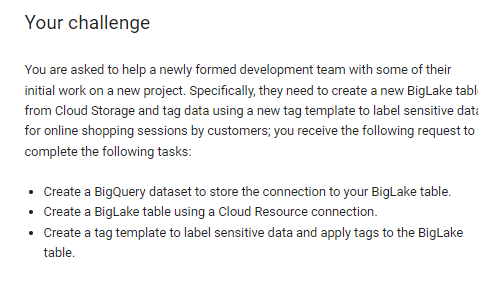 Your challenge
You are asked to help a newly formed development team with some of their
initial work on a new project. Specifically, they need to create a new BigLake
from Cloud Storage and tag data using a new tag template to label sensitive
for online shopping sessions by customers; you receive the following request to
complete the following tasks:
• Create a BigQuery dataset to store the connection to your BigLake table.
• Create a BigLake table using a Cloud Resource connection.
• Create a tag template to label sensitive data and apply tags to the BigLake
table.